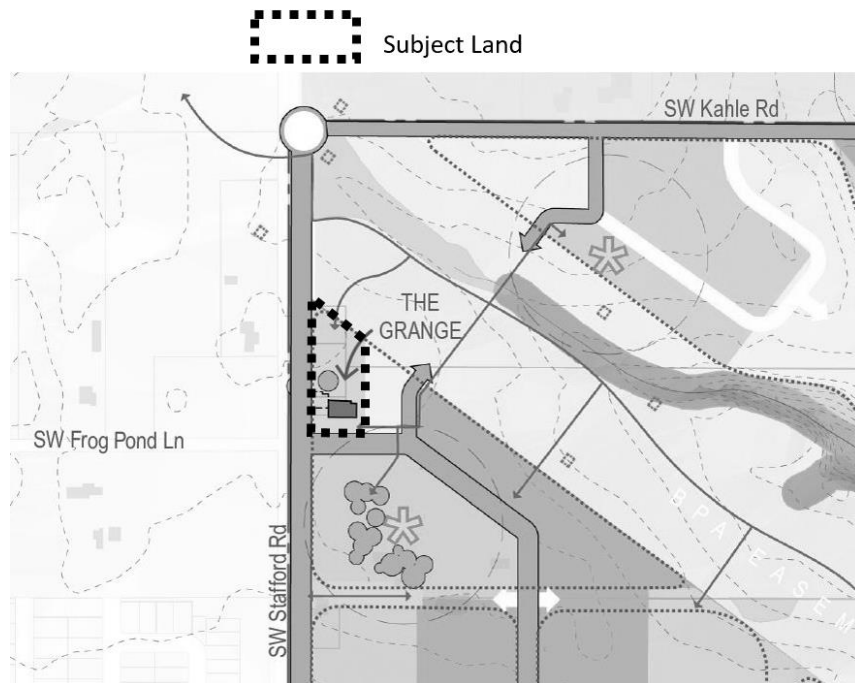 Subject Land
SW Kahle Rd
THE
GRANGE
SW Frog Pond Ln
SW Stafford Rd
BPA EASEM